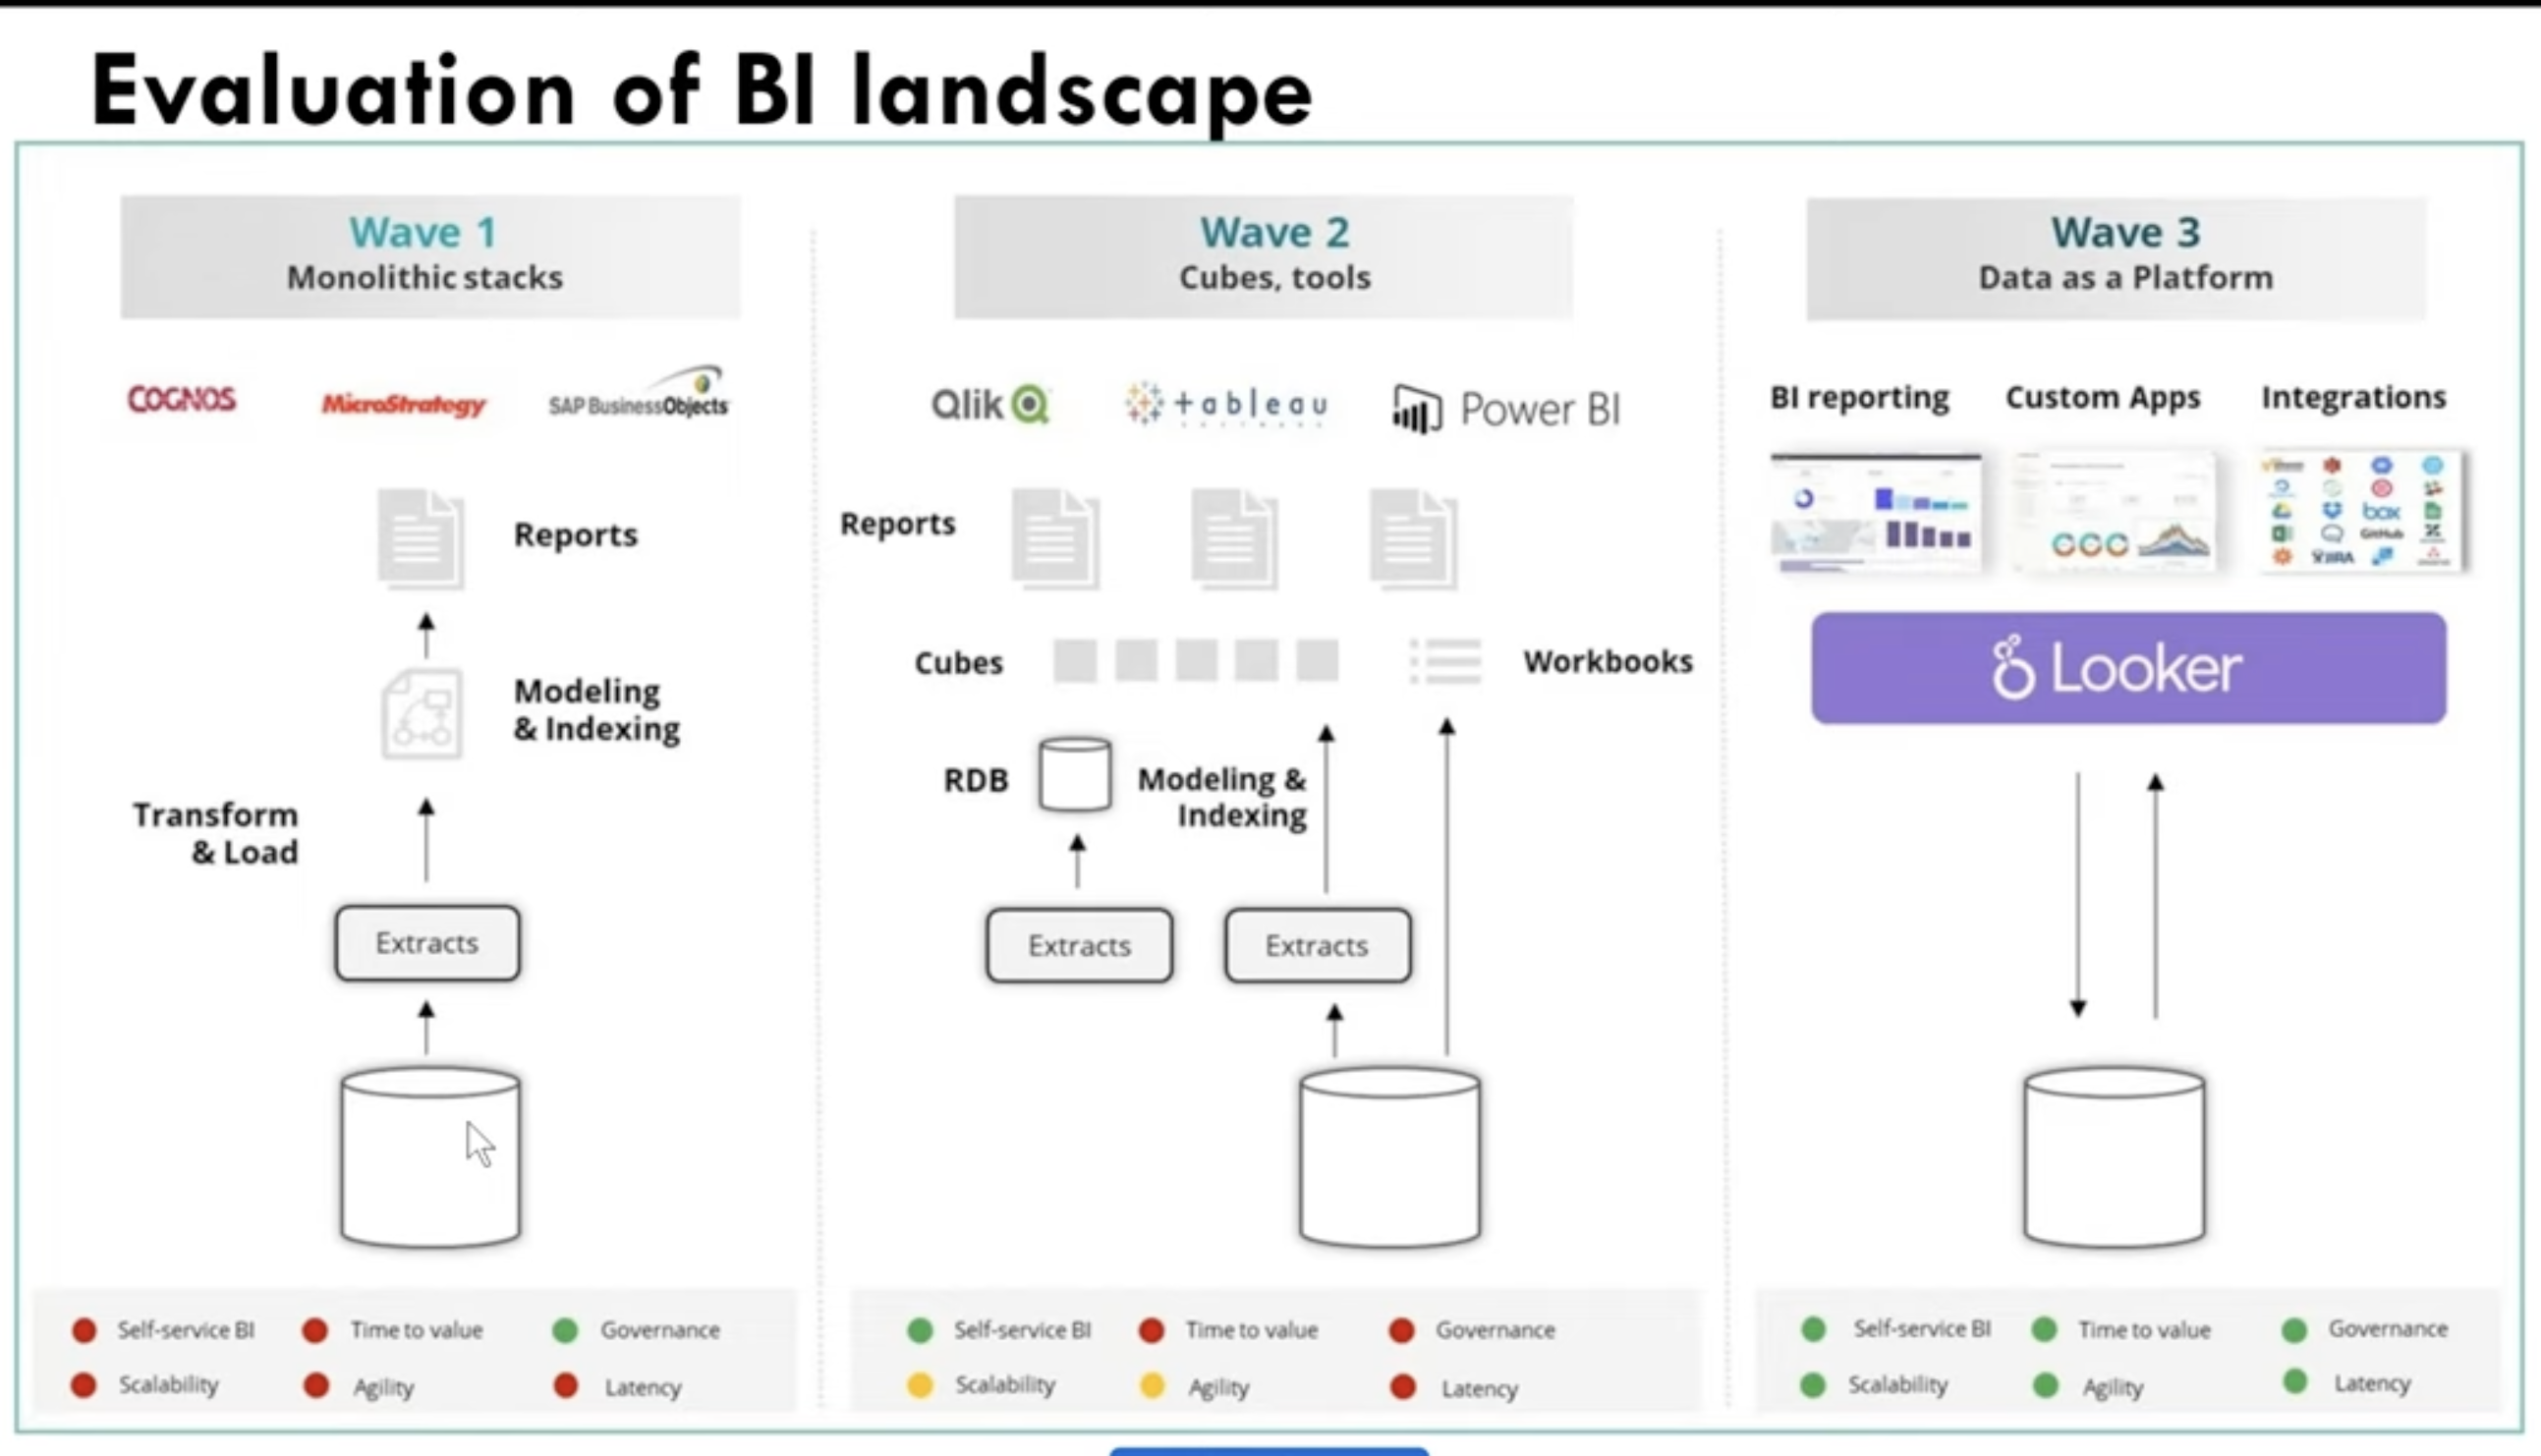 Evaluation of BI landscape
Wave 1
Monolithic stacks
COGNOS
MicroStrategy
SAP BusinessObjects
Reports
Modeling
& Indexing
Transform
& Load
Extracts
Self-service BI
Time to value
Governance
Scalability
Agility
Latency
Wave 2
Cubes, tools
Qlik
+ableau
Power BI
Reports
Cubes
Workbooks
RDB
Modeling &
Indexing
Extracts
Extracts
Self-service BI
Time to value
Governance
Scalability
Agility
Latency
Wave 3
Data as a Platform
BI reporting
Custom Apps
Integrations
box
GitHub
JIRA
Looker
Self-service BI
Time to value
Governance
Scalability
Agility
Latency